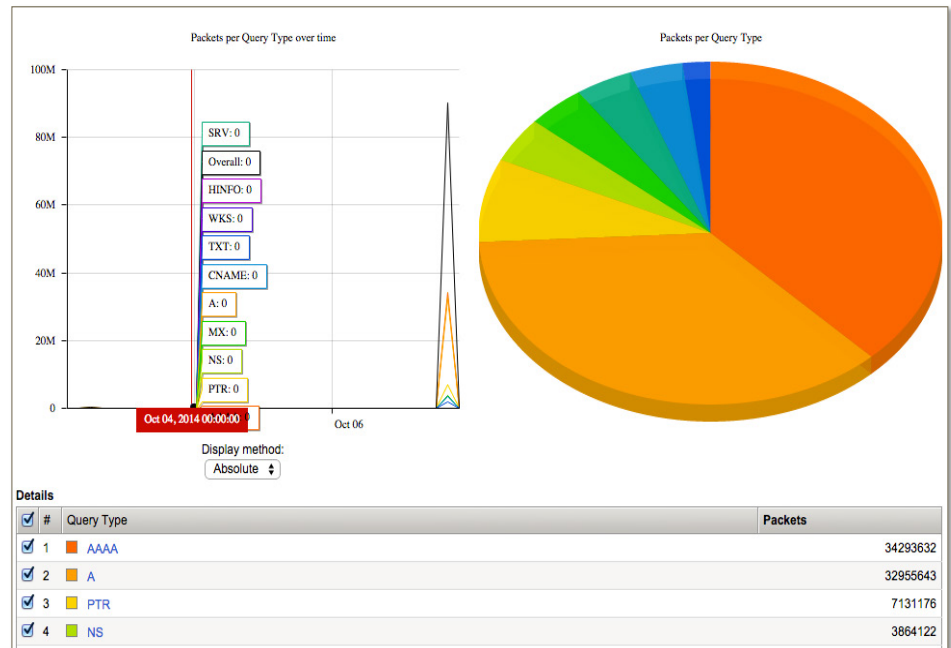 Packets per Query Type over time
Packets per Query Type
100M
80M
60M
40M
20M
0
SRV: 0
Overall: 0
HINFO: 0
WKS: 0
TXT: 0
CNAME: 0
A: 0
MX: 0
NS: 0
PTR: 0
Oct 04, 2014 00:00:00
Oct 06
Display method:
Absolute
Details
# Query Type Packets
1 AAAA 34293632
2 A 32955643
3 PTR 7131176
4 NS 3864122